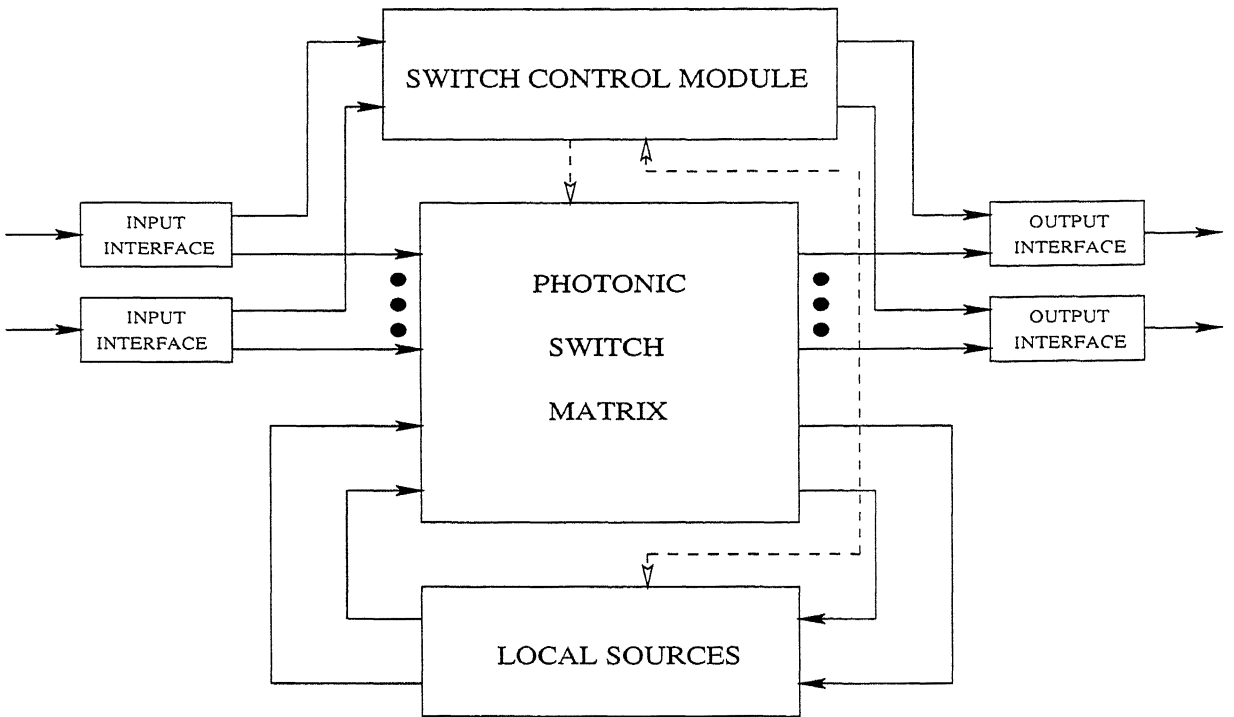 SWITCH CONTROL MODULE
INPUT
INTERFACE
INPUT
INTERFACE
PHOTONIC
SWITCH
MATRIX
OUTPUT
INTERFACE
OUTPUT
INTERFACE
LOCAL SOURCES